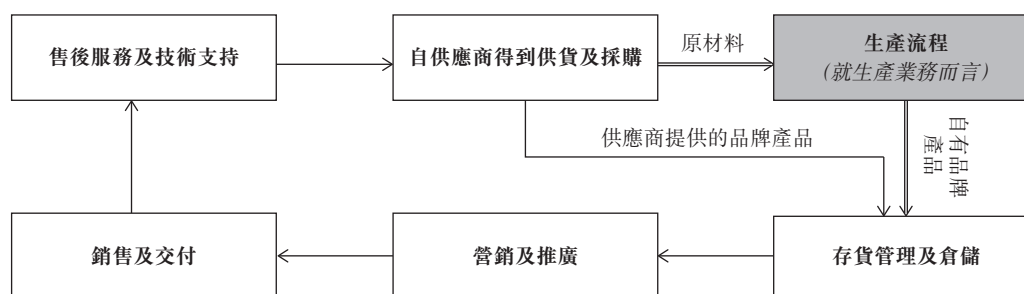 售後服務及技術支持
自供應商得到供貨及採購
原材料
生產流程
(就生產業務而言)
供應商提供的品牌產品
自有品牌
產品
銷售及交付
營銷及推廣
存貨管理及倉儲